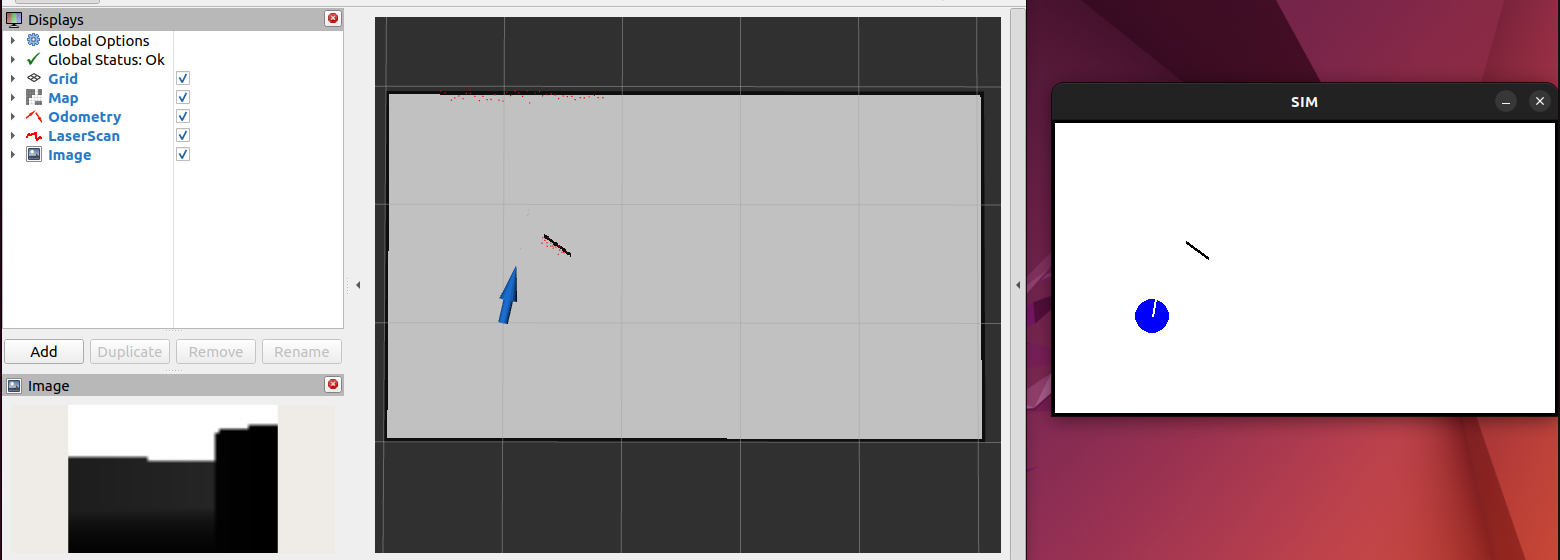 Displays
Global Options
Global Status: Ok
Grid
Map
Odometry
LaserScan
Image
Add
Duplicate
Remove
Rename
Image
SIM